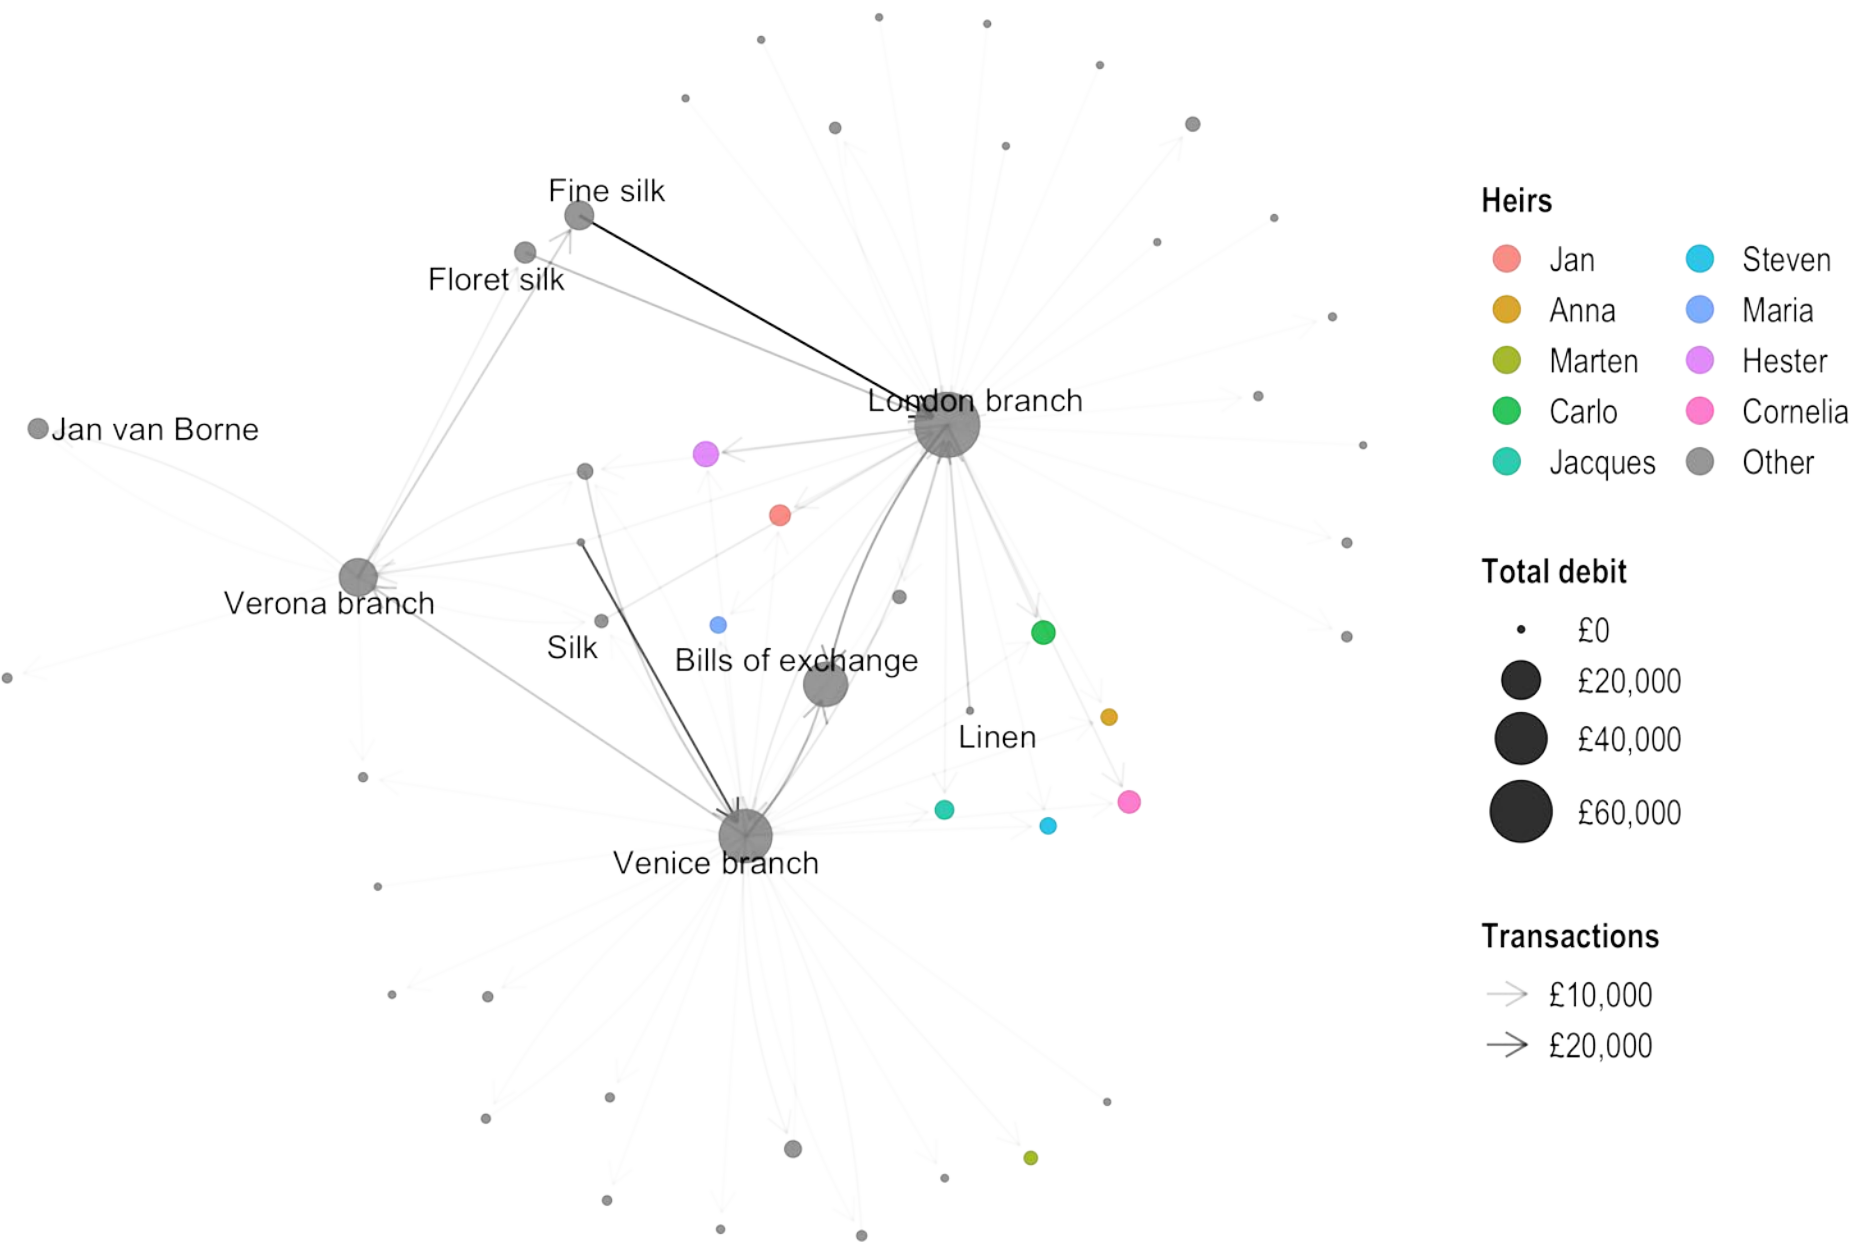 Fine silk
Floret silk
London branch
Jan van Borne
Verona branch
Silk
Bills of exchange
Linen
Venice branch
Heirs
Jan
Steven
Anna
Maria
Marten
Hester
Carlo
Cornelia
Jacques
Other
Total debit
£0
£20,000
£40,000
£60,000
Transactions
£10,000
£20,000